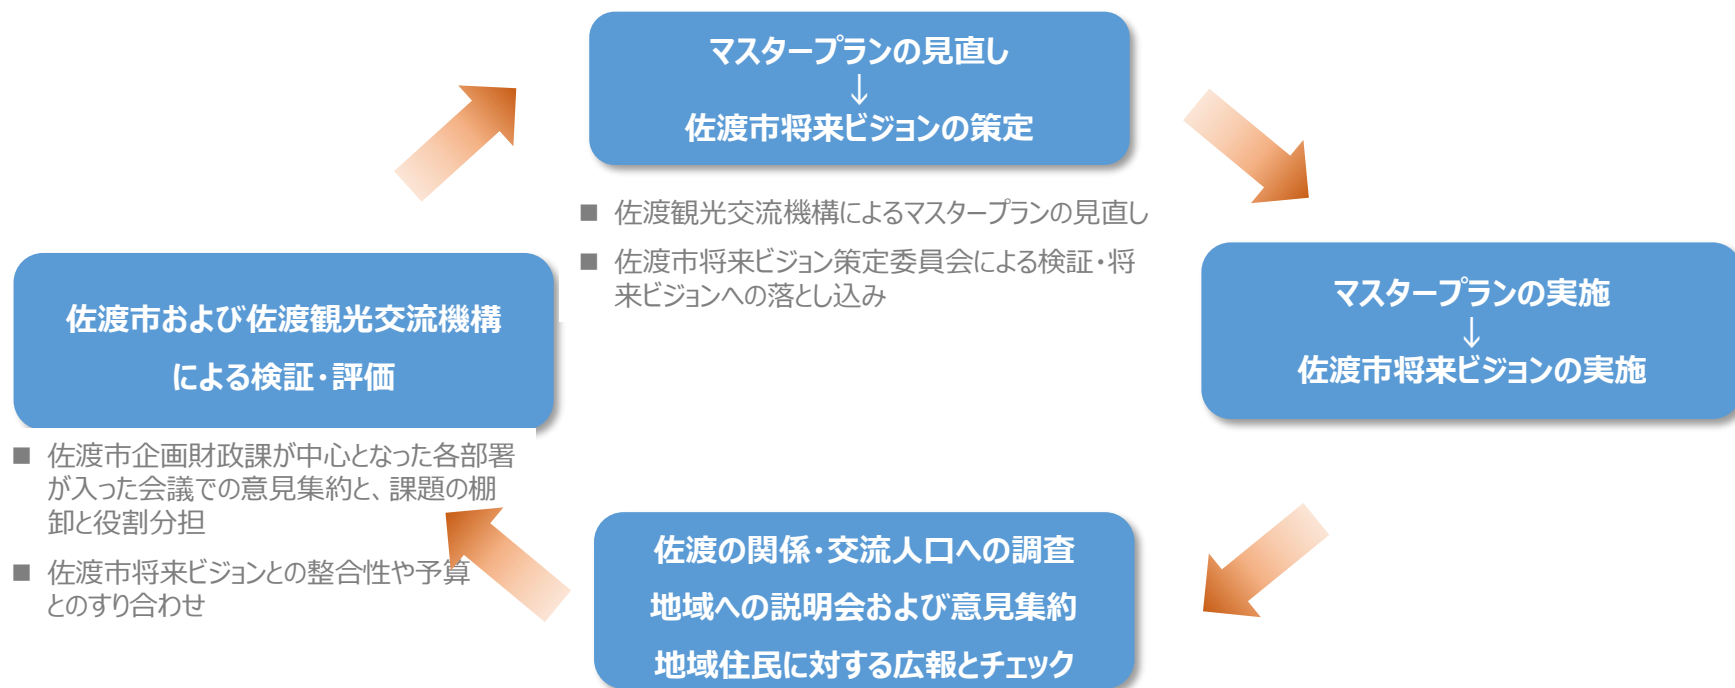 マスタープランの見直し
↓
佐渡市将来ビジョンの策定
■ 佐渡観光交流機構によるマスタープランの見直し
■ 佐渡市将来ビジョン策定委員会による検証・将
来ビジョンへの落とし込み
マスタープランの実施
↓
佐渡市将来ビジョンの実施
佐渡の関係・交流人口への調査
地域への説明会および意見集約
地域住民に対する広報とチェック
佐渡市および佐渡観光交流機構
による検証・評価
■ 佐渡市企画財政課が中心となった各部署
が入った会議での意見集約と、課題の棚
卸と役割分担
■ 佐渡市将来ビジョンとの整合性や予算
とのすり合わせ